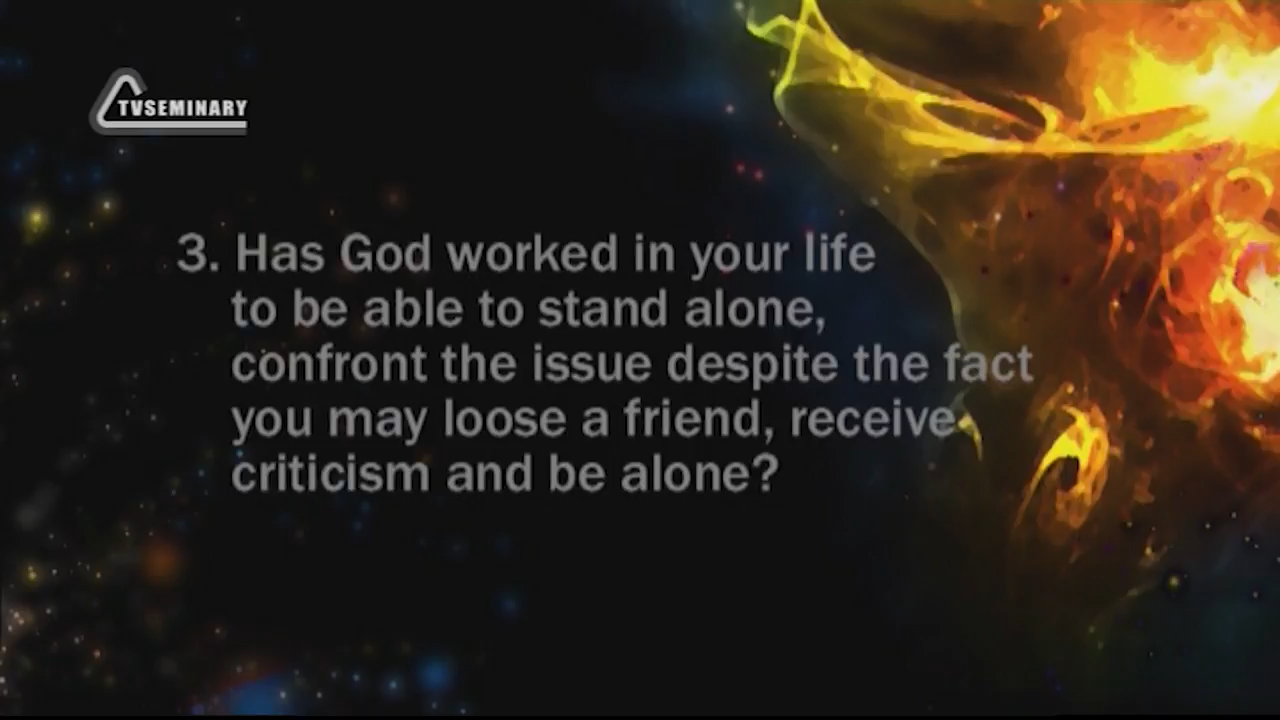 TVSEMINARY
3. Has God worked in your life
to be able to stand alone,
confront the issue despite the fact
you may loose a friend, receive
criticism and be alone?